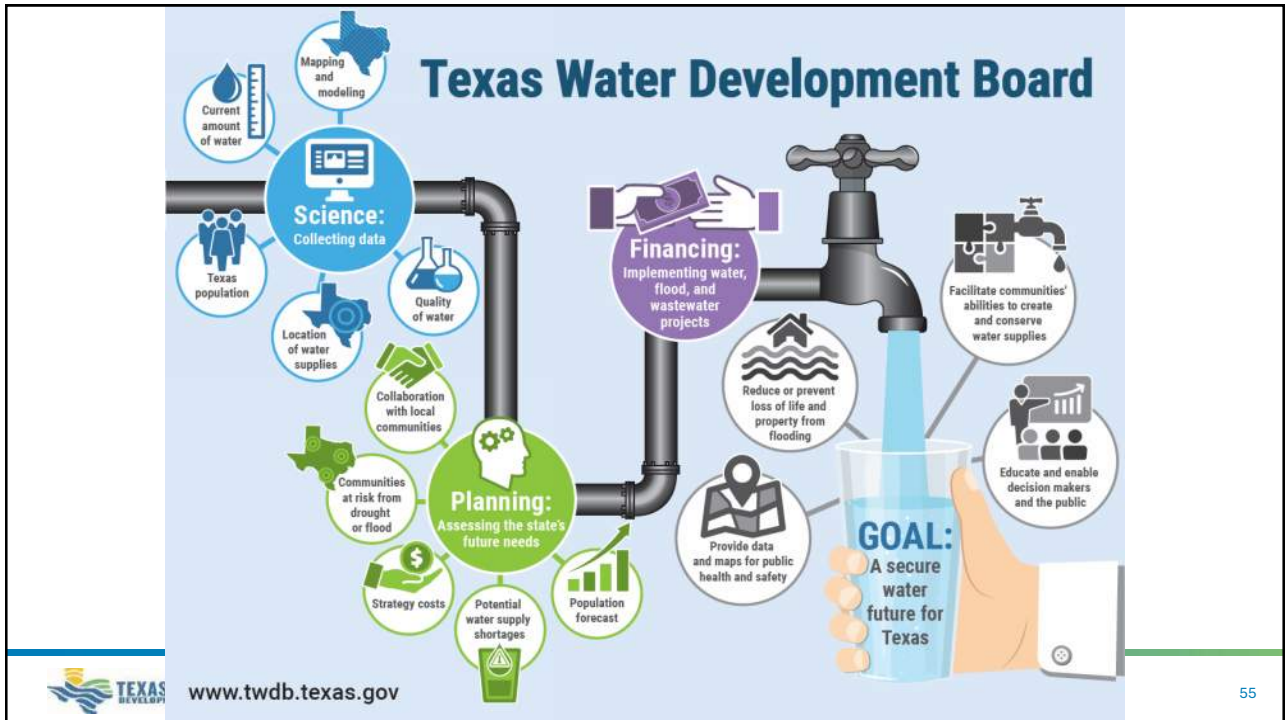 Texas Water Development Board
Mapping
and
modeling
Current
amount
of water
Science:
Collecting data
Texas
population
Quality
of water
Location
of water
supplies
Collaboration
with local
communities
Communities
at risk from
drought
or flood
Planning:
Assessing the state's
future needs
Strategy costs
Potential
water supply
shortages
Population
forecast
Financing:
Implementing water,
flood, and
wastewater
projects
Facilitate communities'
abilities to create
and conserve
water supplies
Reduce or prevent
loss of life and
property from
flooding
Educate and enable
decision makers
and the public
Provide data
and maps for public
health and safety
GOAL:
A secure
water
future for
Texas
TEXAS
www.twdb.texas.gov
55